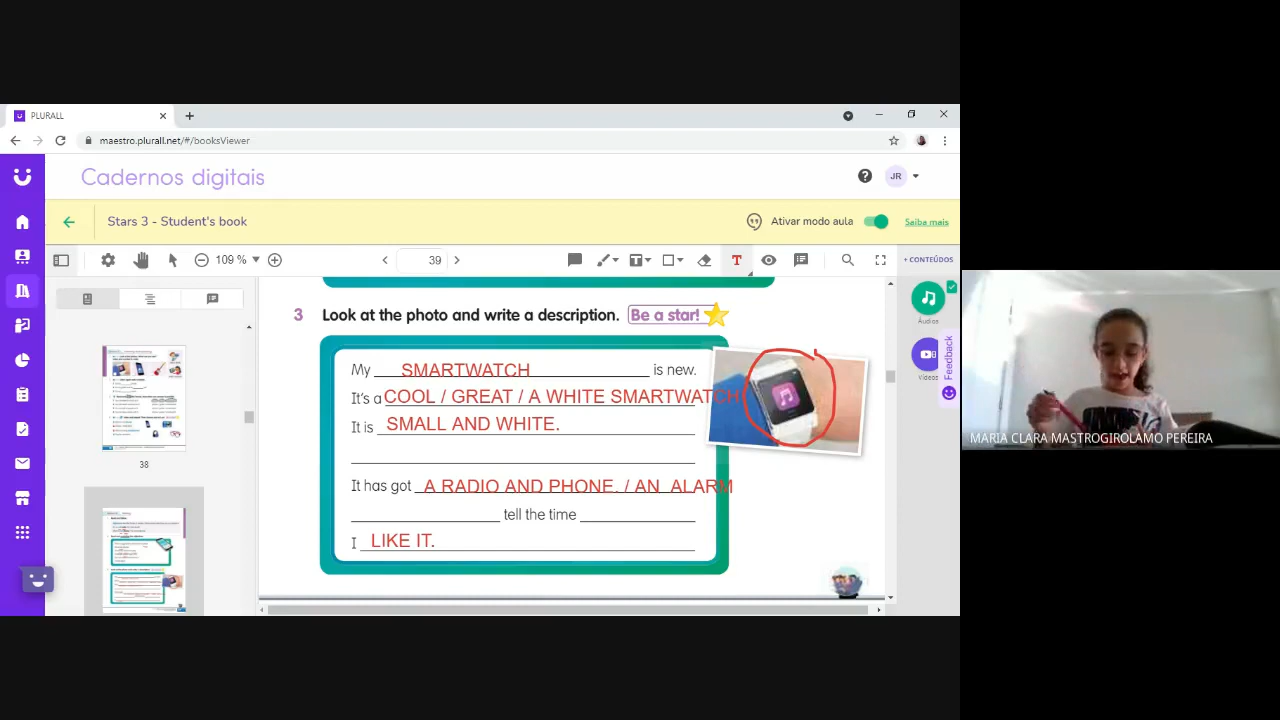 PLURALL
maestro.plurall.net/#/booksViewer
Cadernos digitais
JR
Stars 3 - Student's book
Ativar modo aula
Saiba mais
109 %
39
T
T
+ CONTEÚDOS
3 Look at the photo and write a description. Be a star!
My SMARTWATCH is new.
It's a COOL / GREAT / A WHITE SMARTWATCH
It is SMALL AND WHITE.
It has got A RADIO AND PHONE. / AN ALARM
tell the time
I LIKE IT.
38
Áudios
Vídeos
Feedback
MARIA CLARA MASTROGIROLAMO PEREIRA